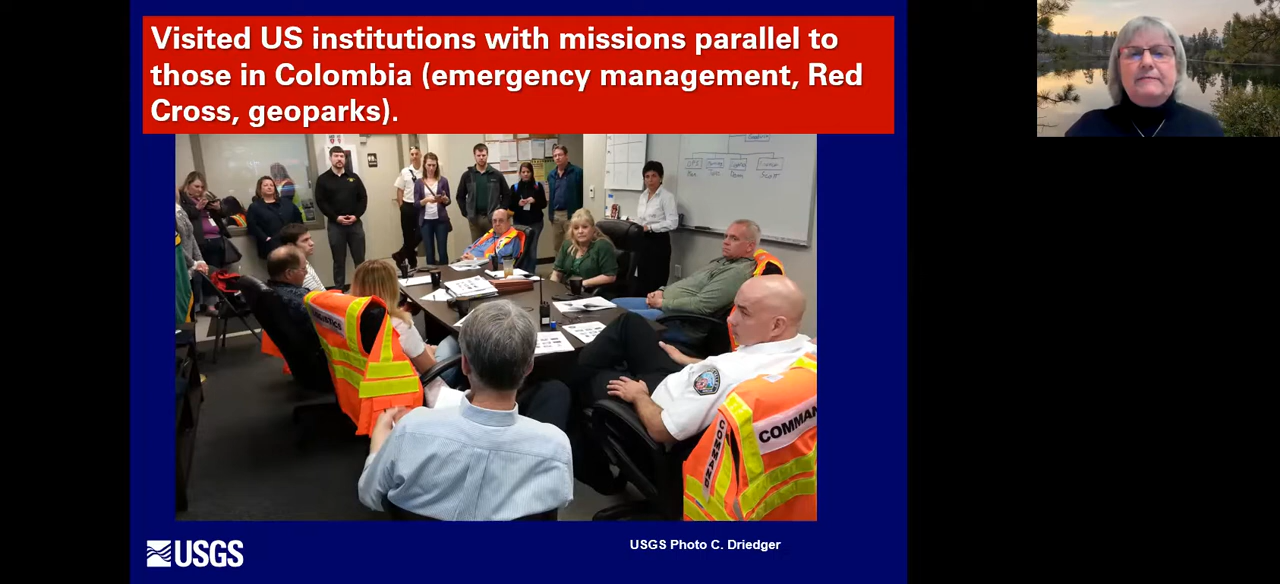 Visited US institutions with missions parallel to
those in Colombia (emergency management, Red
Cross, geoparks).
COMMAND
USGS
USGS Photo C. Driedger